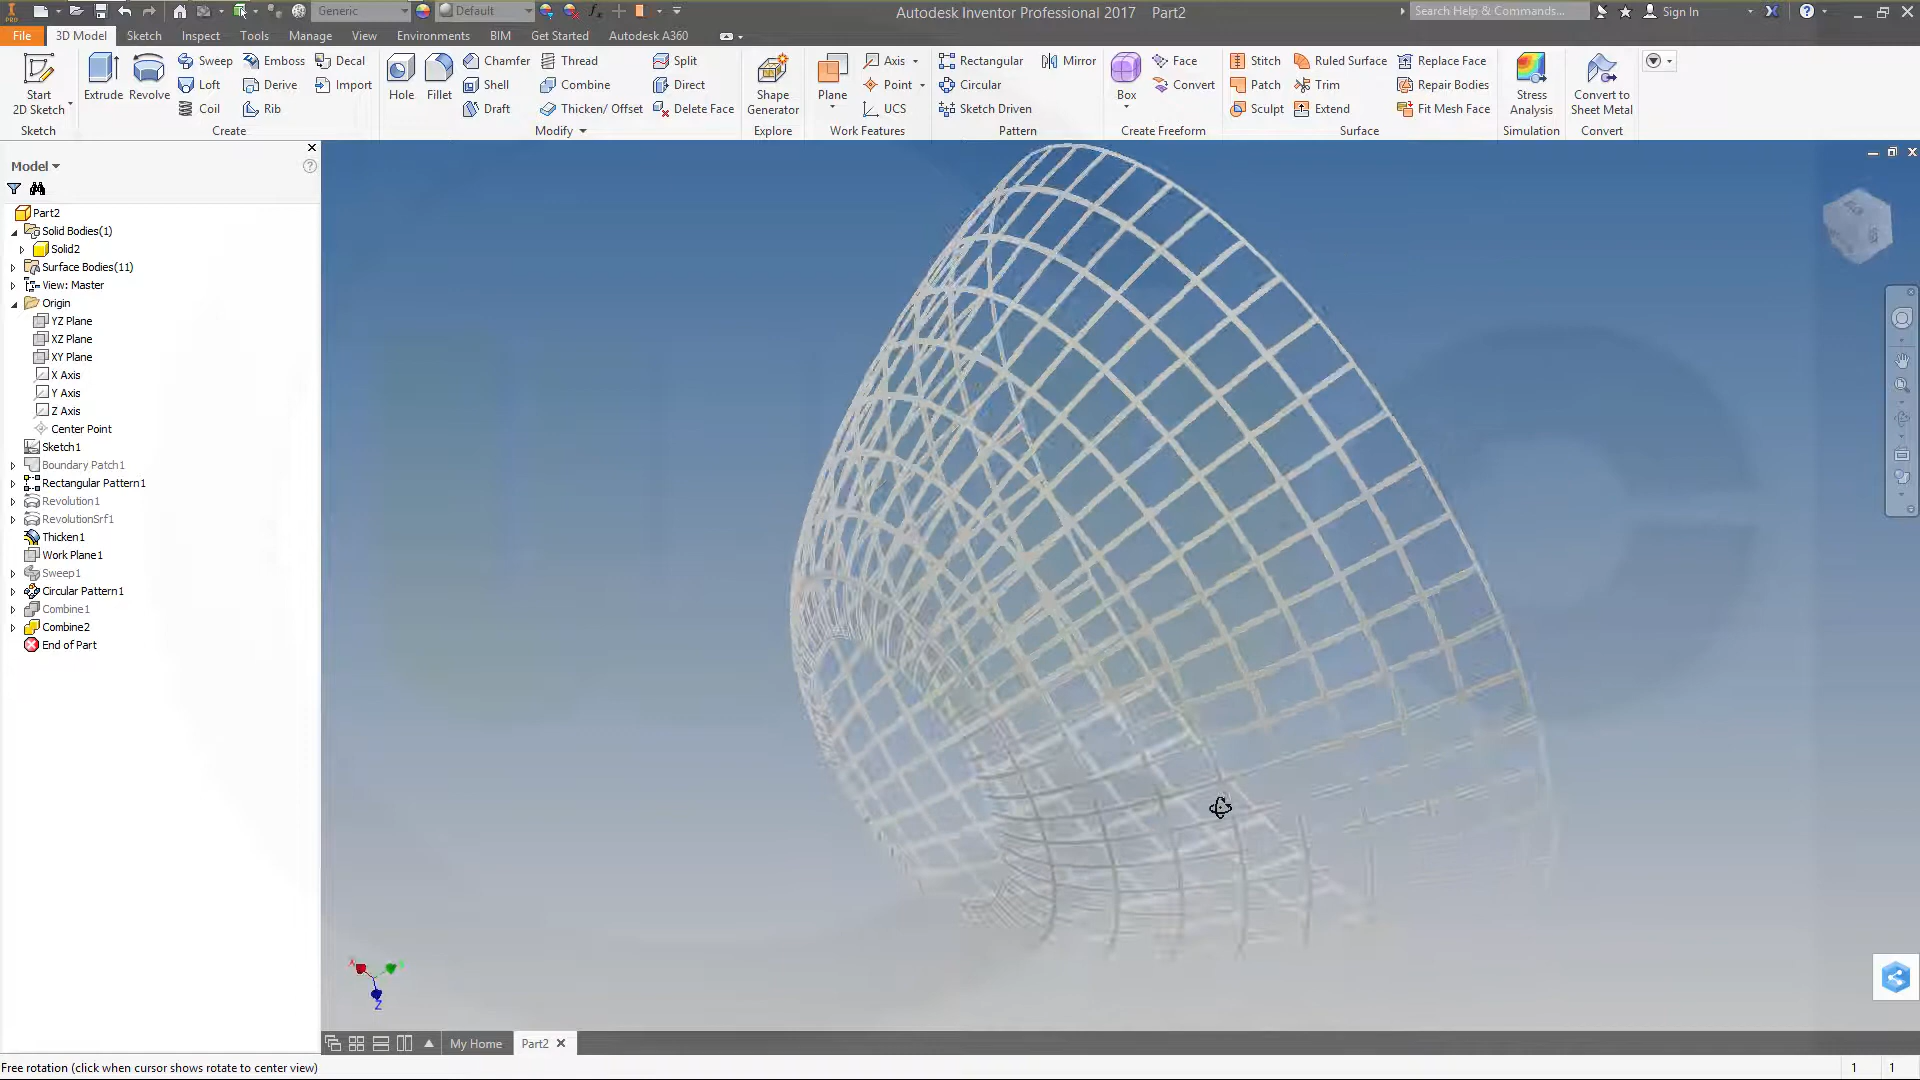 Generic
Default
Autodesk Inventor Professional 2017 Part2
Search Help & Commands...
Sign In
File
3D Model
Sketch
Inspect
Tools
Manage
View
Environments
BIM
Get Started
Autodesk A360
Start
2D Sketch
Sketch
Extrude
Revolve
Sweep
Loft
Coil
Emboss
Derive
Rib
Decal
Import
Create
Hole
Fillet
Chamfer
Shell
Draft
Thread
Combine
Thicken/ Offset
Split
Direct
Delete Face
Modify
Shape
Generator
Explore
Plane
Axis
Point
UCS
Work Features
Rectangular
Circular
Sketch Driven
Mirror
Pattern
Box
Face
Convert
Create Freeform
Stitch
Patch
Sculpt
Ruled Surface
Trim
Extend
Replace Face
Repair Bodies
Fit Mesh Face
Surface
Stress
Analysis
Simulation
Convert to
Sheet Metal
Convert
Model
Part2
Solid Bodies(1)
Solid2
Surface Bodies(11)
View: Master
Origin
YZ Plane
XZ Plane
XY Plane
X Axis
Y Axis
Z Axis
Center Point
Sketch1
Boundary Patch1
Rectangular Pattern1
Revolution1
RevolutionSrf1
Thicken1
Work Plane1
Sweep1
Circular Pattern1
Combine1
Combine2
End of Part
Z
My Home
Part2
Free rotation (click when cursor shows rotate to center view)
1
1